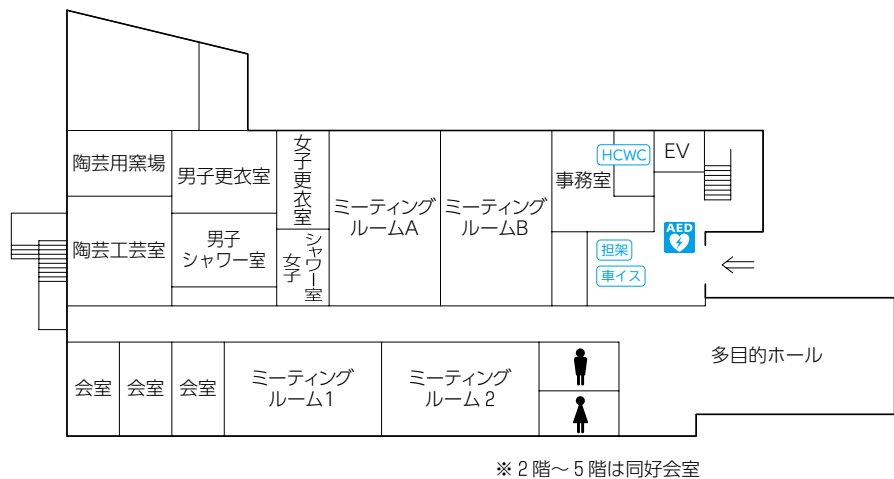 陶芸用窯場
男子更衣室
女子更衣室
ミーティング
ルームA
ミーティング
ルームB
事務室
HCWC
EV
陶芸工芸室
男子
シャワー室
女子
シャワー室
AED
担架
車イス
多目的ホール
会室
会室
会室
ミーティング
ルーム1
ミーティング
ルーム2
※2階～5階は同好会室